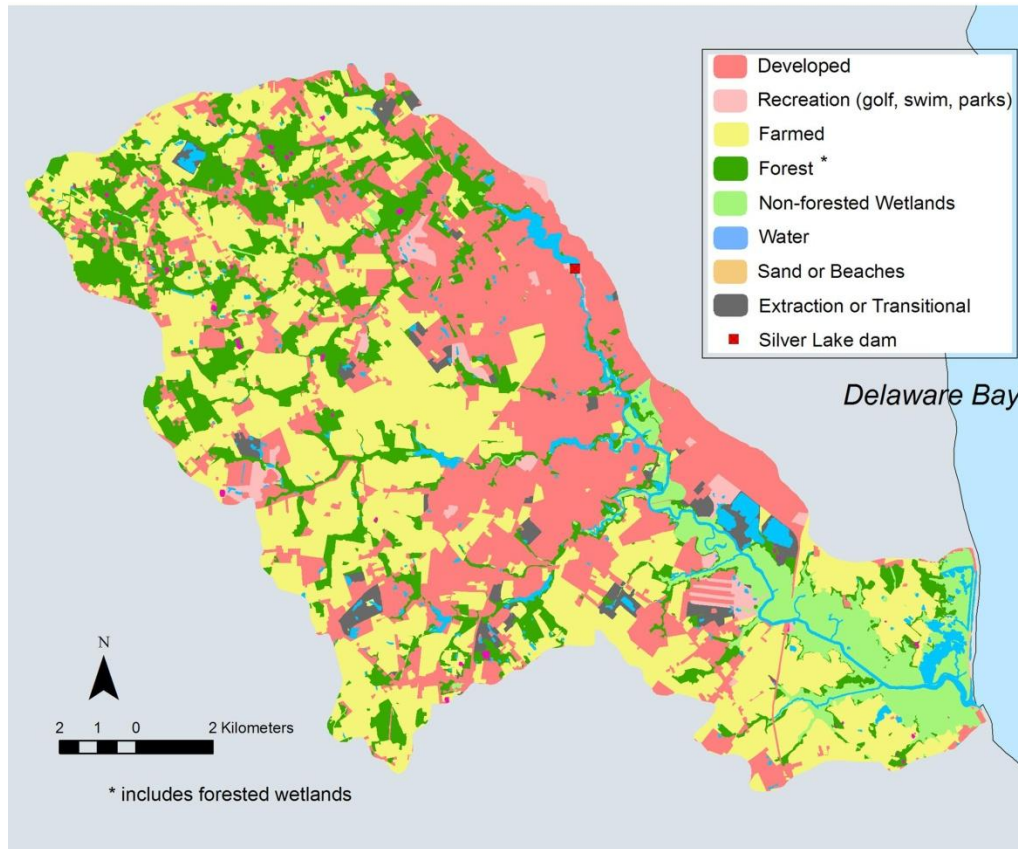 Developed
Recreation (golf, swim, parks)
Farmed
Forest *
Non-forested Wetlands
Water
Sand or Beaches
Extraction or Transitional
Silver Lake dam
Delaware Bay
N
2 1 0 2 Kilometers
* includes forested wetlands